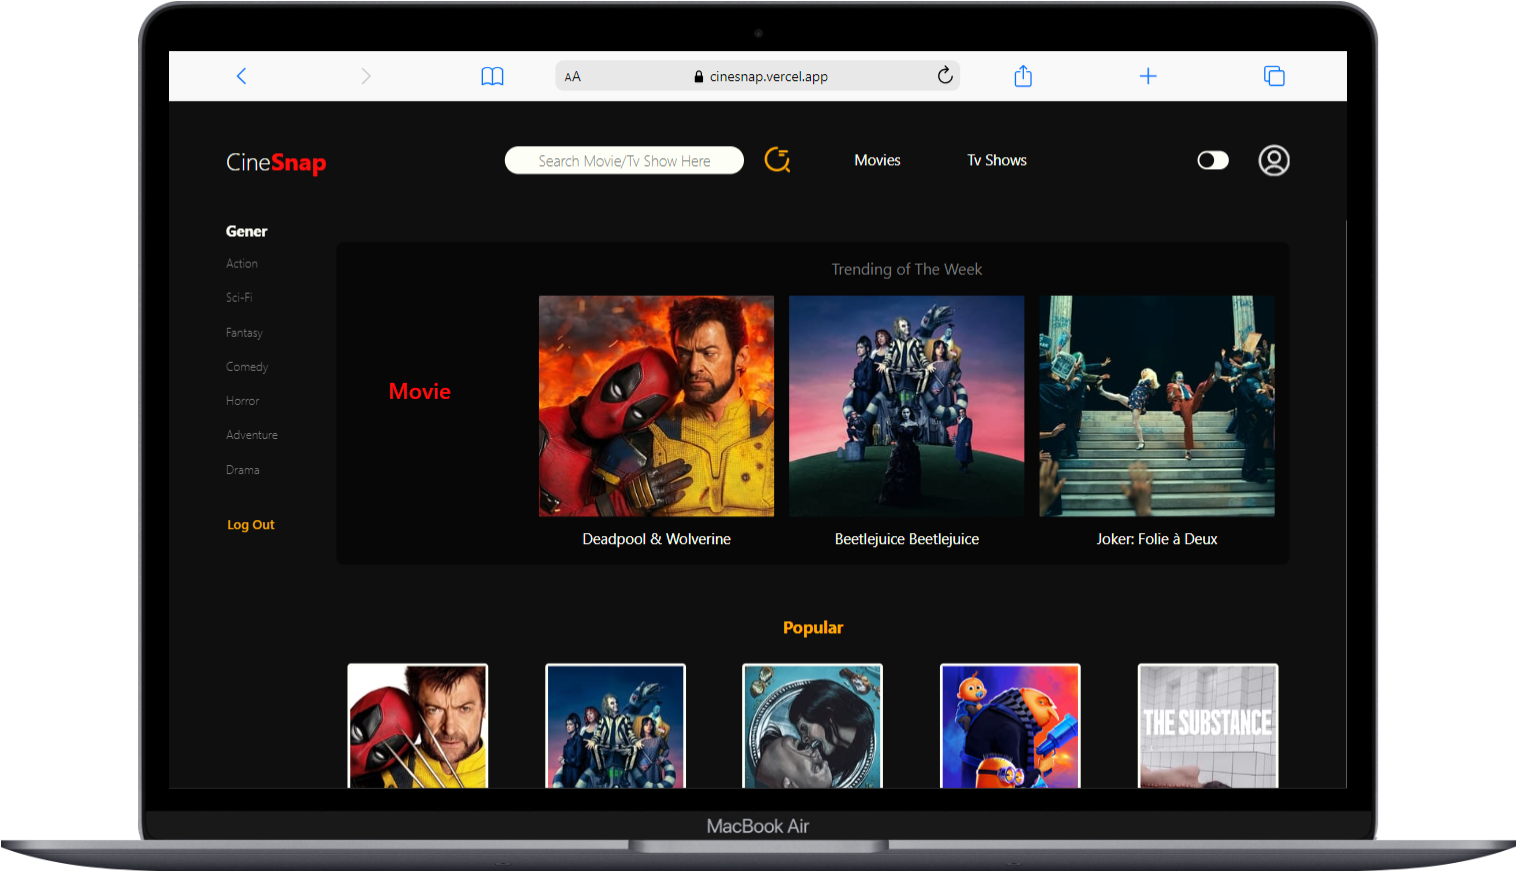 AA
cinesnap.vercel.app
CineSnap
Search Movie/Tv Show Here
Movies
Tv Shows
Gener
Action
Sci-Fi
Fantasy
Comedy
Horror
Adventure
Drama
Log Out
Trending of The Week
Movie
Deadpool & Wolverine
Beetlejuice Beetlejuice
Joker: Folie à Deux
Popular
THE SUBSTANCE
MacBook Air